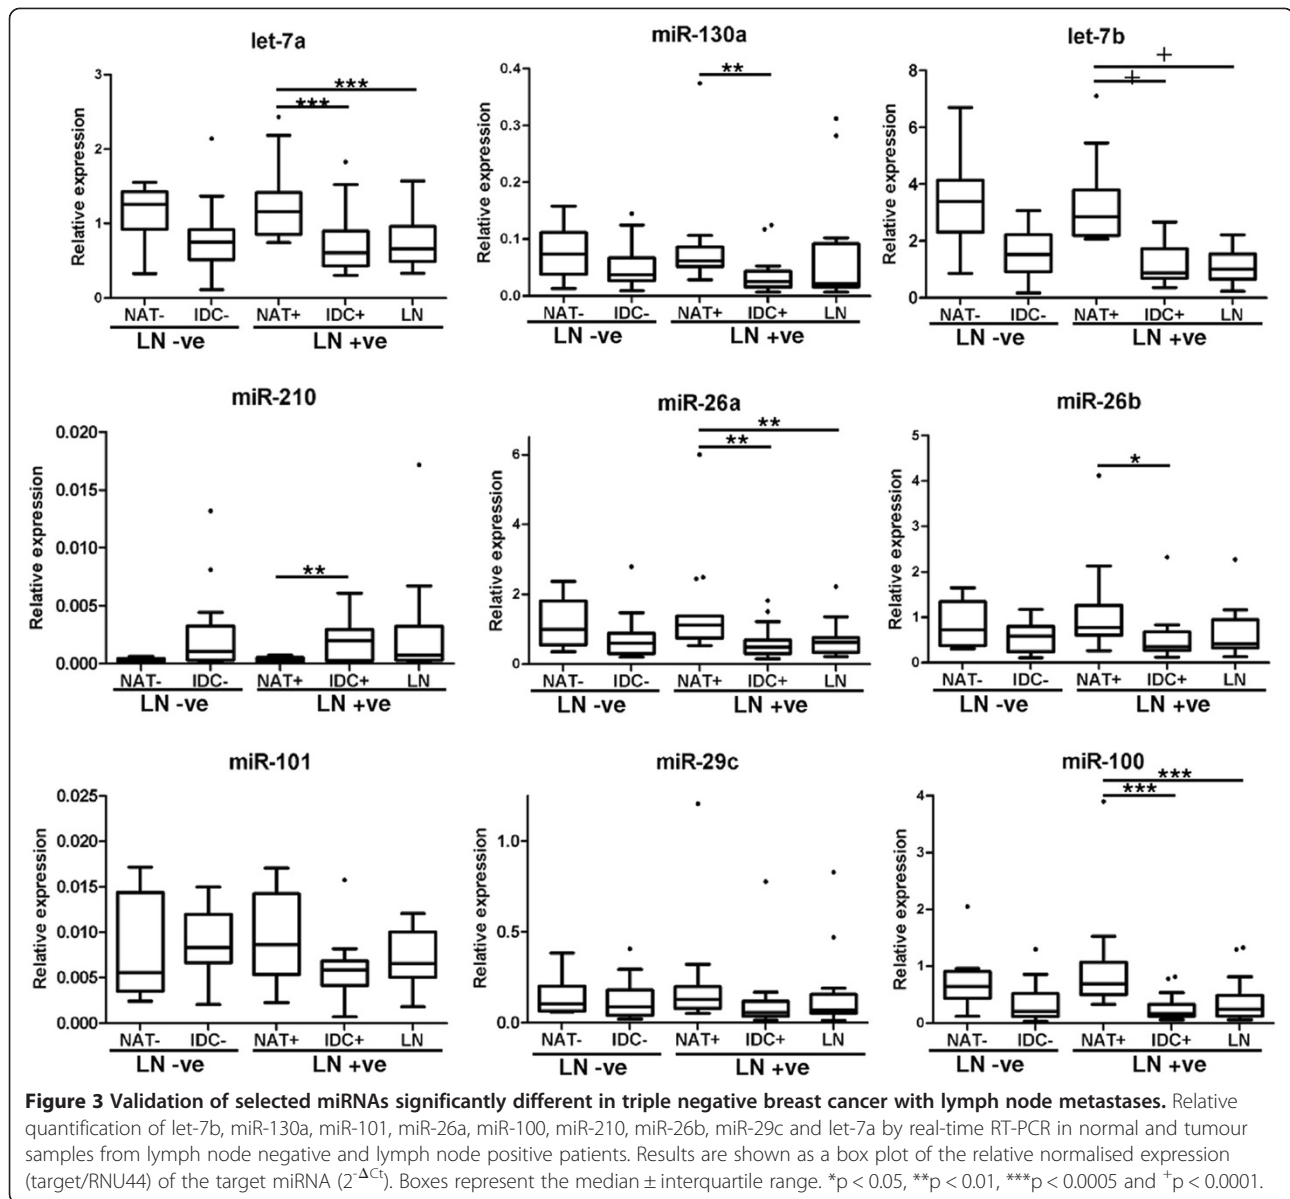 let-7a
Relative expression
3
2
1
0
***
***
NAT-
IDC-
NAT+
IDC+
LN
LN -ve
LN +ve
miR-130a
Relative expression
0.4
0.3
0.2
0.1
0.0
**
NAT-
IDC-
NAT+
IDC+
LN
LN -ve
LN +ve
let-7b
Relative expression
8
6
4
2
0
+
+
NAT-
IDC-
NAT+
IDC+
LN
LN -ve
LN +ve
miR-210
Relative expression
0.020
0.015
0.010
0.005
0.000
**
NAT-
IDC-
NAT+
IDC+
LN
LN -ve
LN +ve
miR-26a
Relative expression
6
4
2
0
**
**
NAT-
IDC-
NAT+
IDC+
LN
LN -ve
LN +ve
miR-26b
Relative expression
5
4
3
2
1
0
*
NAT-
IDC-
NAT+
IDC+
LN
LN -ve
LN +ve
miR-101
Relative expression
0.025
0.020
0.015
0.010
0.005
0.000
NAT-
IDC-
NAT+
IDC+
LN
LN -ve
LN +ve
miR-29c
Relative expression
1.0
0.5
0.0
NAT-
IDC-
NAT+
IDC+
LN
LN -ve
LN +ve
miR-100
Relative expression
4
3
2
1
0
***
***
NAT-
IDC-
NAT+
IDC+
LN
LN -ve
LN +ve
Figure 3 Validation of selected miRNAs significantly different in triple negative breast cancer with lymph node metastases. Relative
quantification of let-7b, miR-130a, miR-101, miR-26a, miR-100, miR-210, miR-26b, miR-29c and let-7a by real-time RT-PCR in normal and tumour
samples from lymph node negative and lymph node positive patients. Results are shown as a box plot of the relative normalised expression
(target/RNU44) of the target miRNA (2^-ΔCt). Boxes represent the median ± interquartile range. *p < 0.05, **p < 0.01, ***p < 0.0005 and +p < 0.0001.